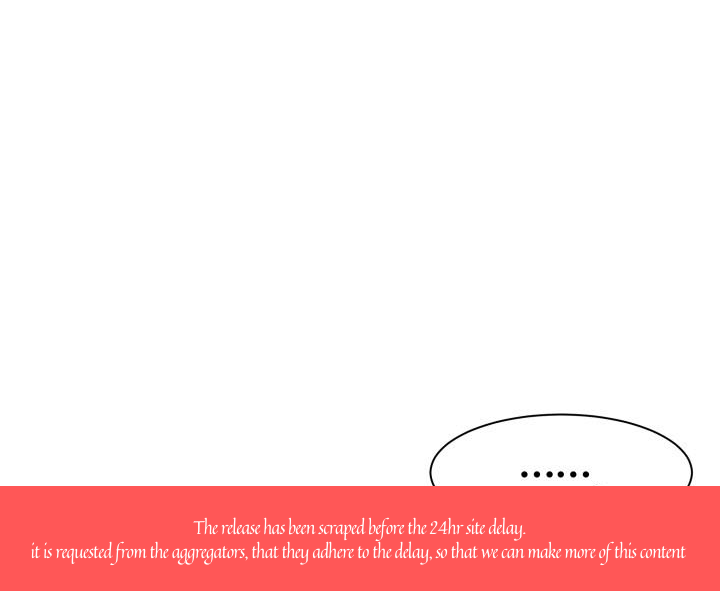 ......
The release has been scraped before the 24hr site delay.
it is requested from the aggregators, that they adhere to the delay, so that we can make more of this content